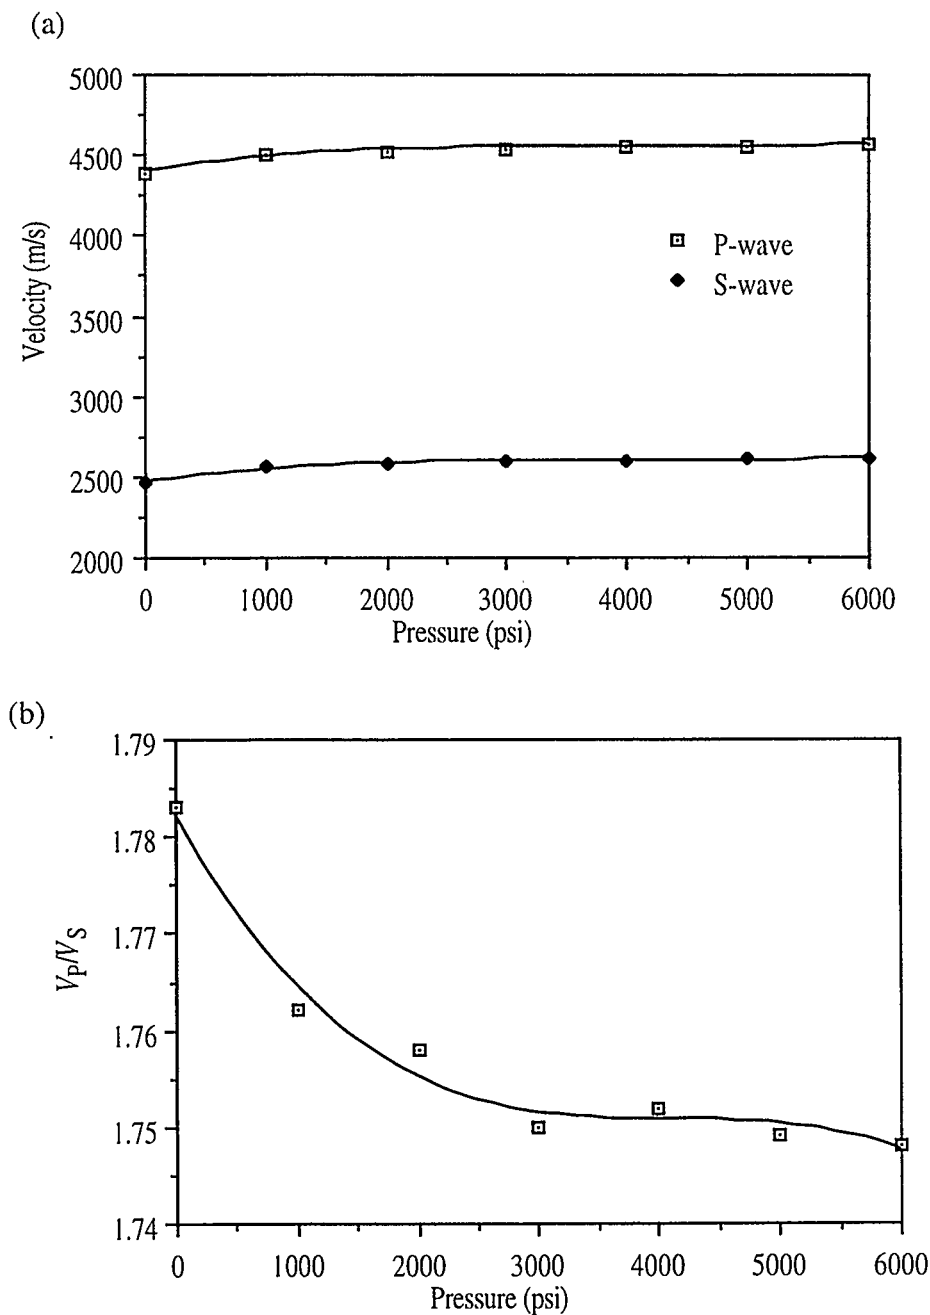 (a)
5000
4500
4000
3500
3000
2500
2000
Velocity (m/s)
P-wave
S-wave
0 1000 2000 3000 4000 5000 6000
Pressure (psi)
(b)
1.79
1.78
1.77
1.76
1.75
1.74
VP/VS
0 1000 2000 3000 4000 5000 6000
Pressure (psi)